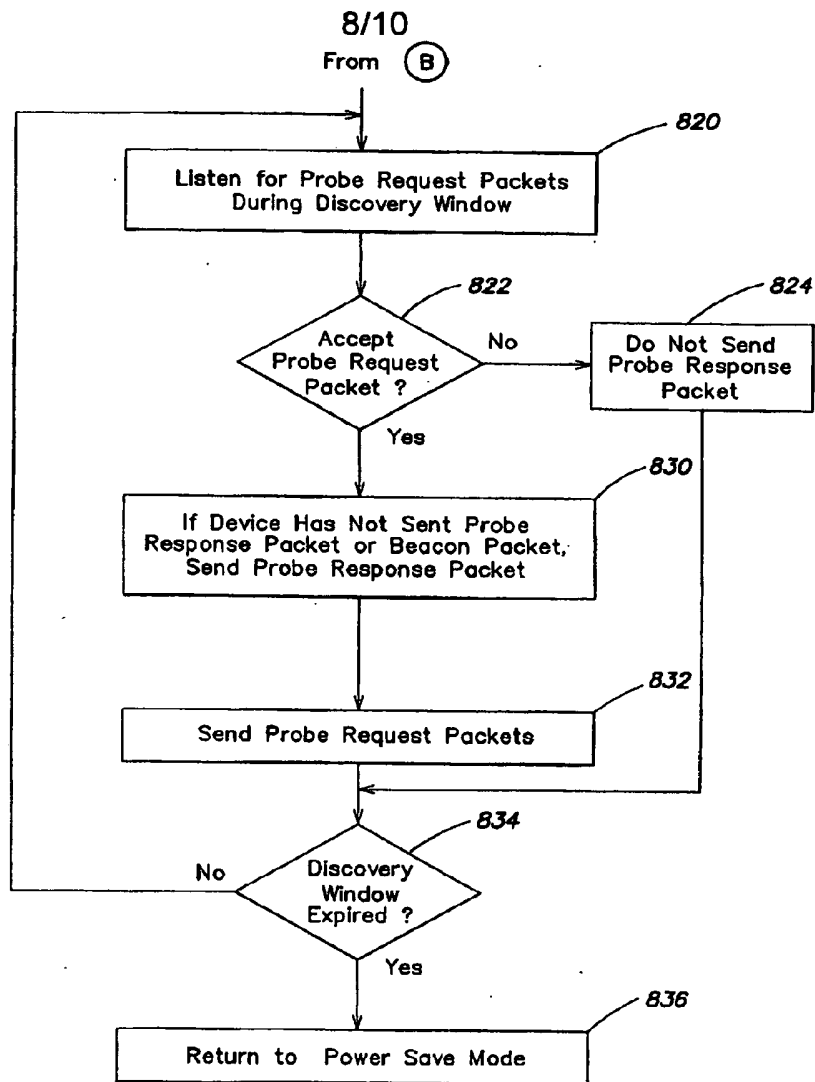 8/10
From B
820
Listen for Probe Request Packets
During Discovery Window
822
824
Accept
Probe Request
Packet ?
No
Do Not Send
Probe Response
Packet
Yes
830
If Device Has Not Sent Probe
Response Packet or Beacon Packet,
Send Probe Response Packet
832
Send Probe Request Packets
834
No
Discovery
Window
Expired ?
Yes
836
Return to Power Save Mode